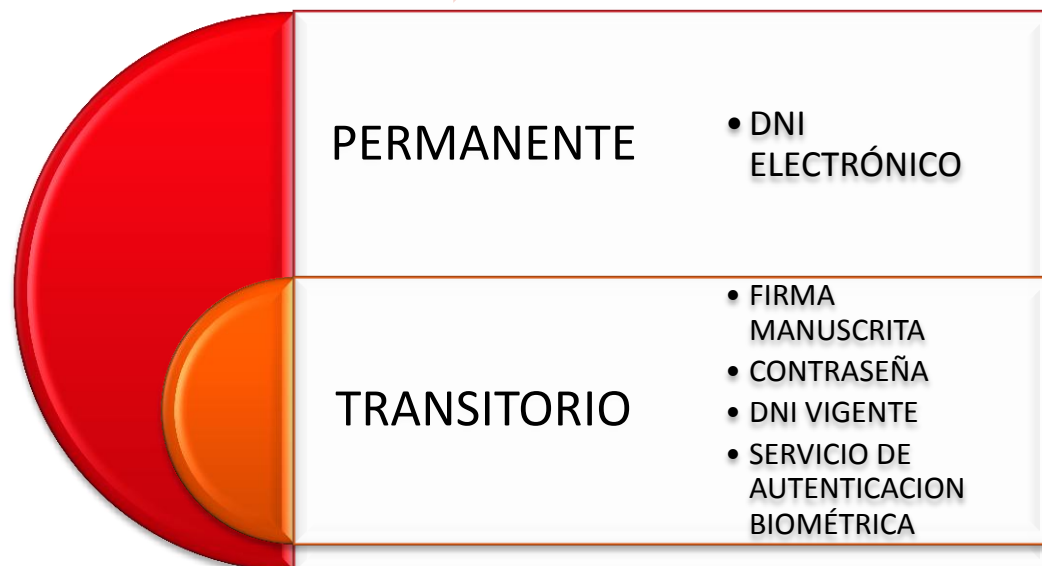 PERMANENTE
• DNI
ELECTRÓNICO
TRANSITORIO
• FIRMA
MANUSCRITA
• CONTRASEÑA
• DNI VIGENTE
• SERVICIO DE
AUTENTICACION
BIOMÉTRICA